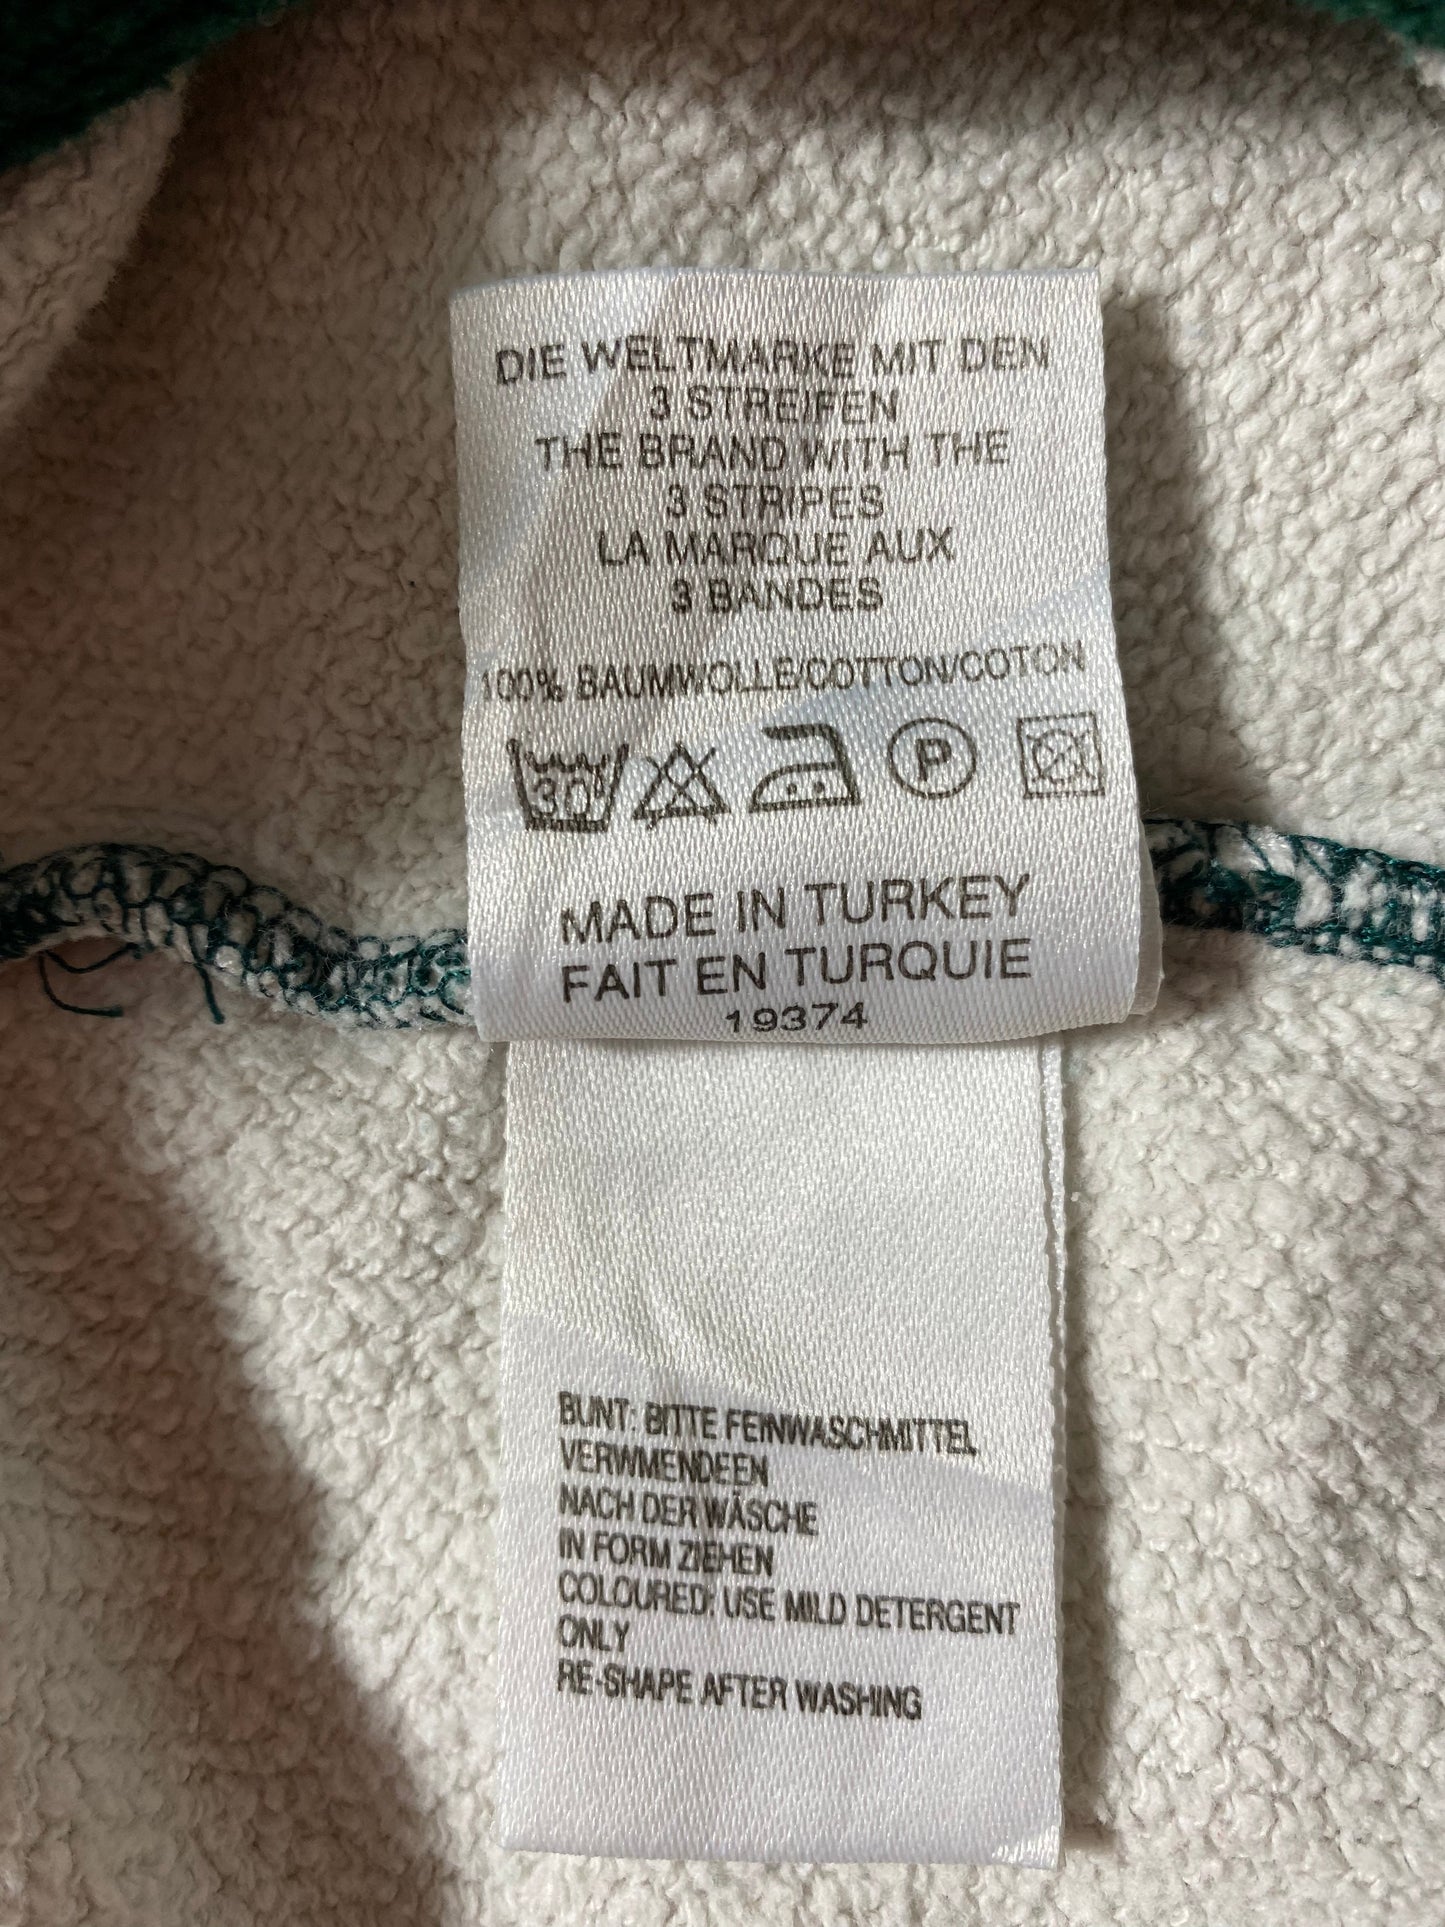 DIE WELTMARKE MIT DEN
3 STREIFEN
THE BRAND WITH THE
3 STRIPES
LA MARQUE AUX
3 BANDES
100% BAUMWOLLE/COTTON/COTON
30 P
MADE IN TURKEY
FAIT EN TURQUIE
19374
BUNT: BITTE FEINWASCHMITTEL
VERWMENDEEN
NACH DER WÄSCHE
IN FORM ZIEHEN
COLOURED: USE MILD DETERGENT
ONLY
RE-SHAPE AFTER WASHING